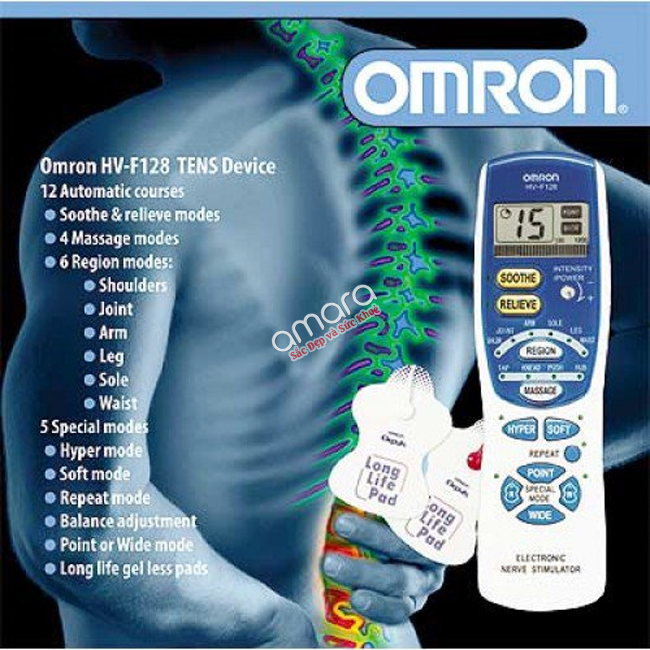 OMRON®
Omron HV-F128 TENS Device
12 Automatic courses
Soothe & relieve modes
4 Massage modes
6 Region modes:
Shoulders
Joint
Arm
Leg
Sole
Waist
5 Special modes
Hyper mode
Soft mode
Repeat mode
Balance adjustment
Point or Wide mode
Long life gel less pads
amara
Sắc Đẹp và Sức Khoẻ
OMRON
HV-F128
15
SOOTHE
INTENSITY
(POWER)
RELIEVE
ARM SOLE
JOINT LEG
WAIST
REGION
TAP KNEAD PUSH RUB
MASSAGE
HYPER SOFT
REPEAT
POINT
SPECIAL
MODE
WIDE
ELECTRONIC
NERVE STIMULATOR
Long
Life
Pad
Long
Life
Pad